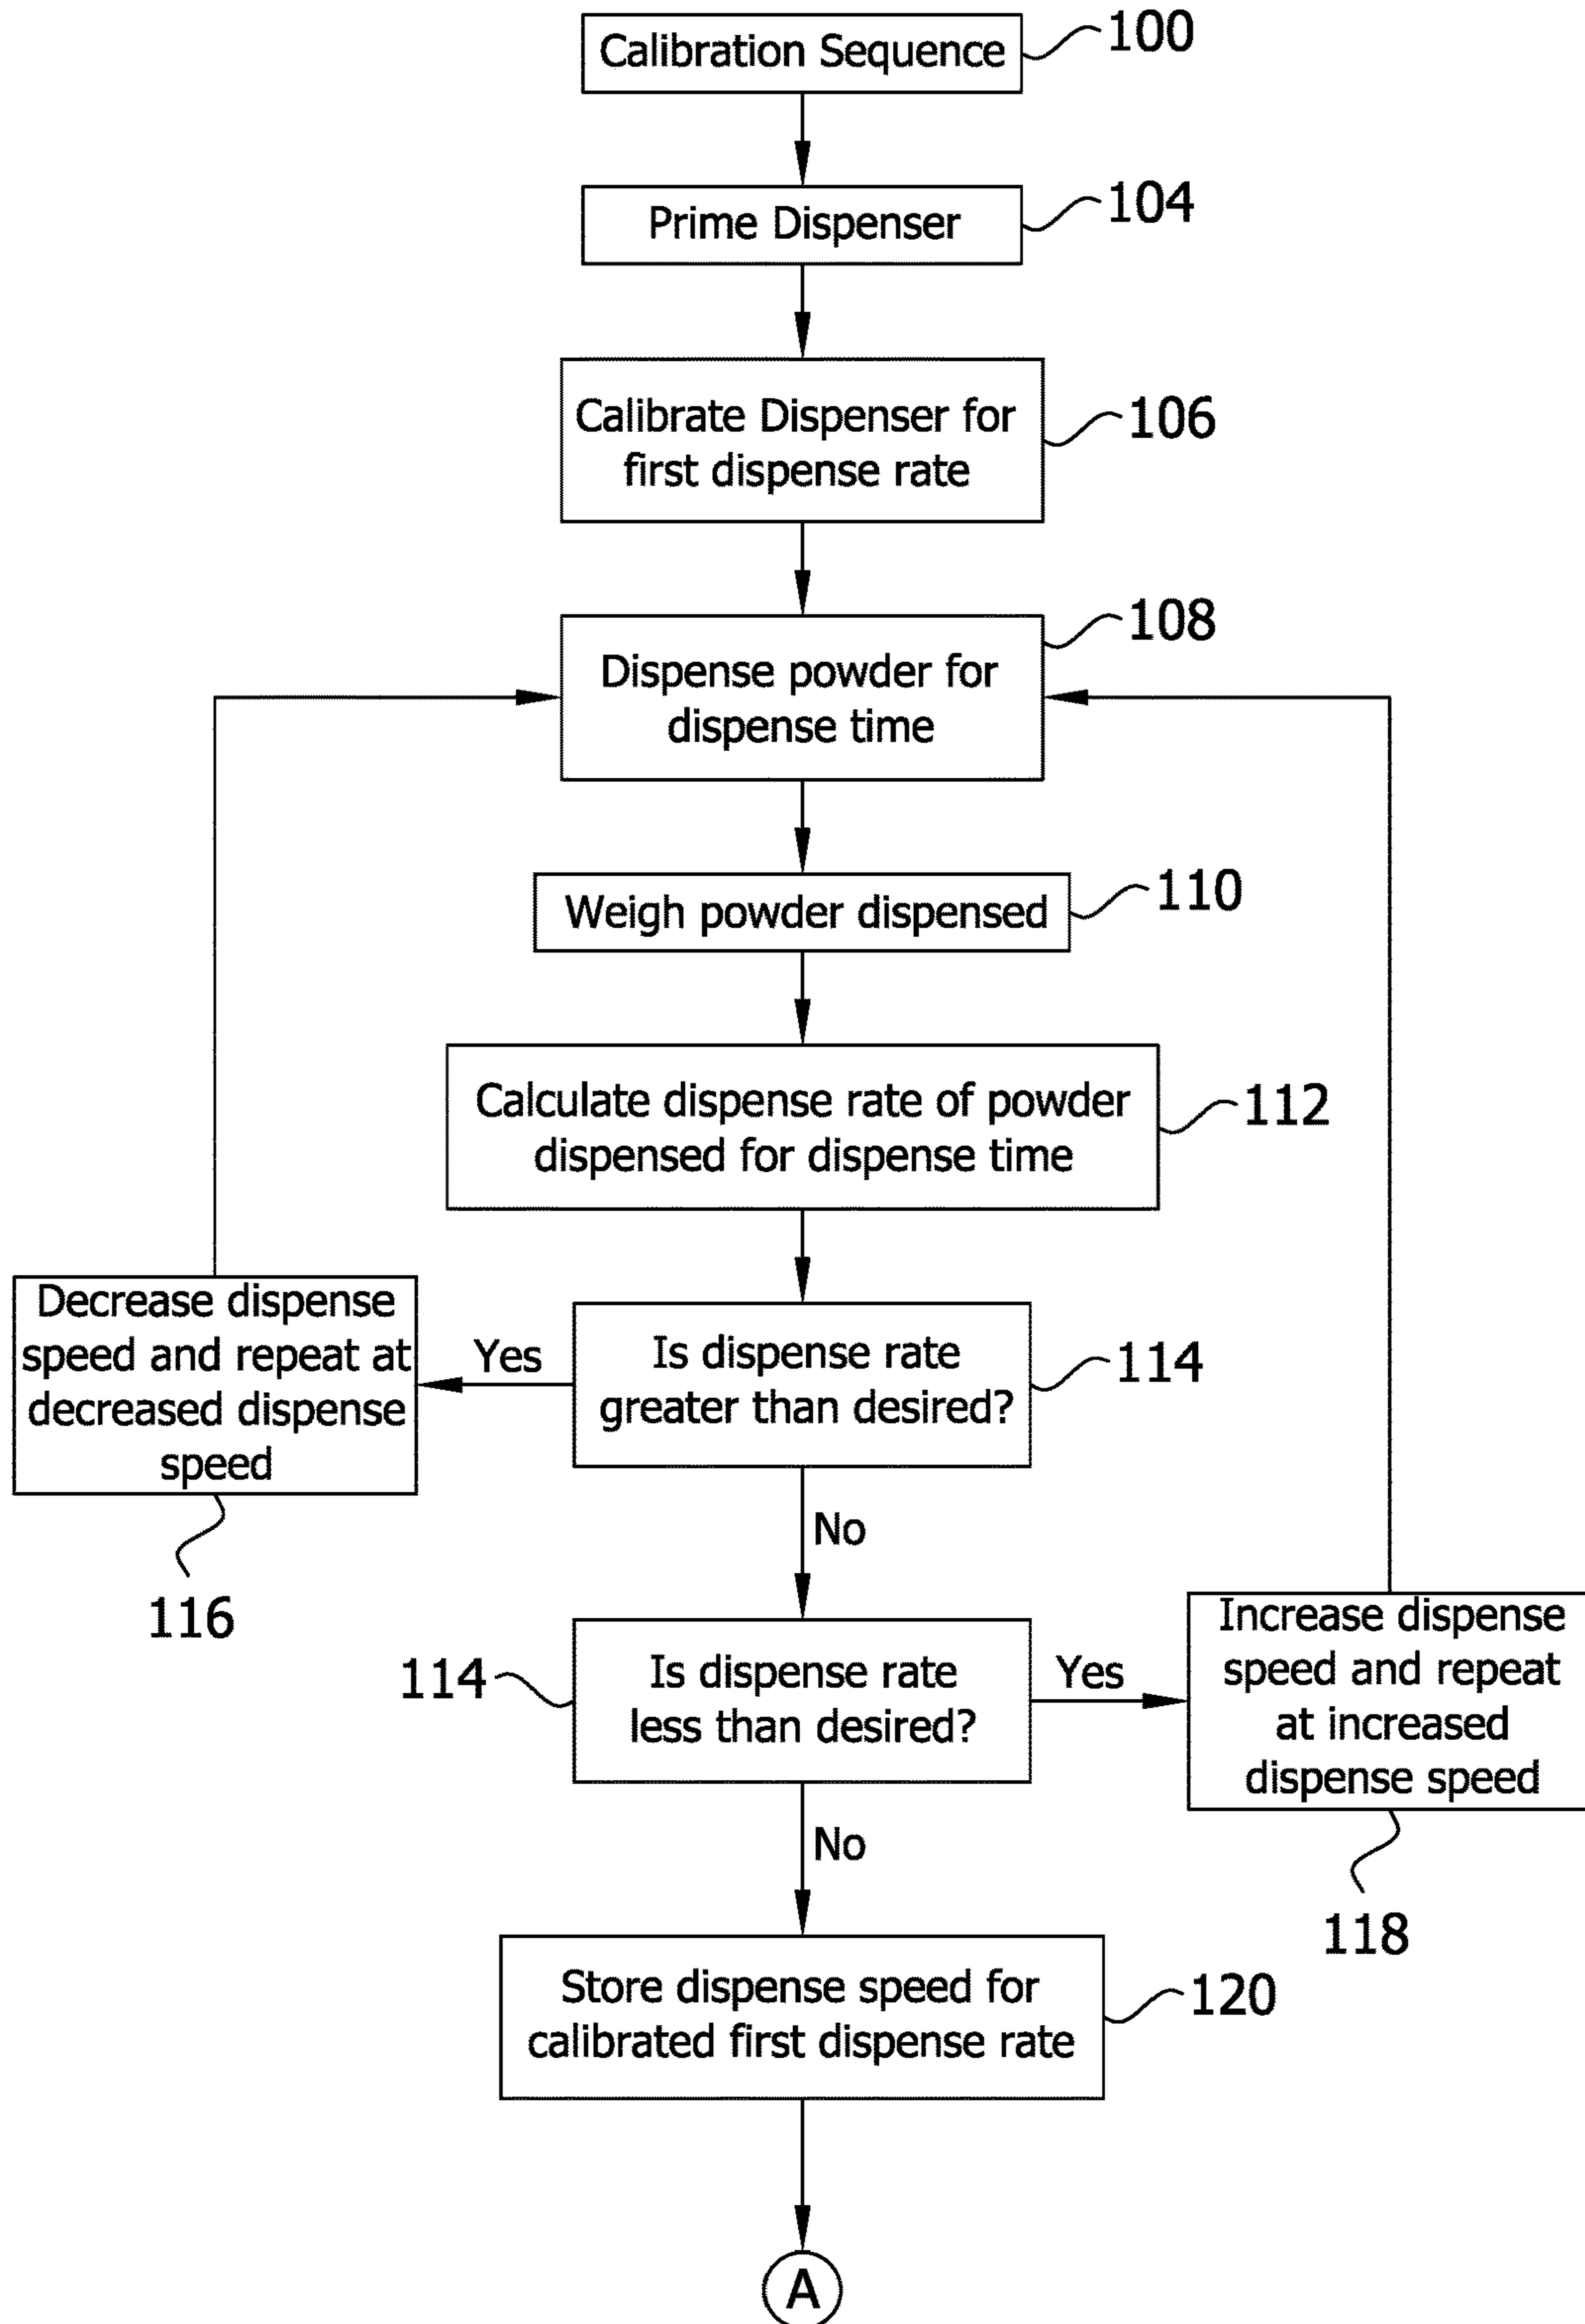 Calibration Sequence
100
Prime Dispenser
104
Calibrate Dispenser for
first dispense rate
106
Dispense powder for
dispense time
108
Weigh powder dispensed
110
Calculate dispense rate of powder
dispensed for dispense time
112
Is dispense rate
greater than desired?
114
Yes
Decrease dispense
speed and repeat at
decreased dispense
speed
116
No
Is dispense rate
less than desired?
114
Yes
Increase dispense
speed and repeat
at increased
dispense speed
118
No
Store dispense speed for
calibrated first dispense rate
120
A